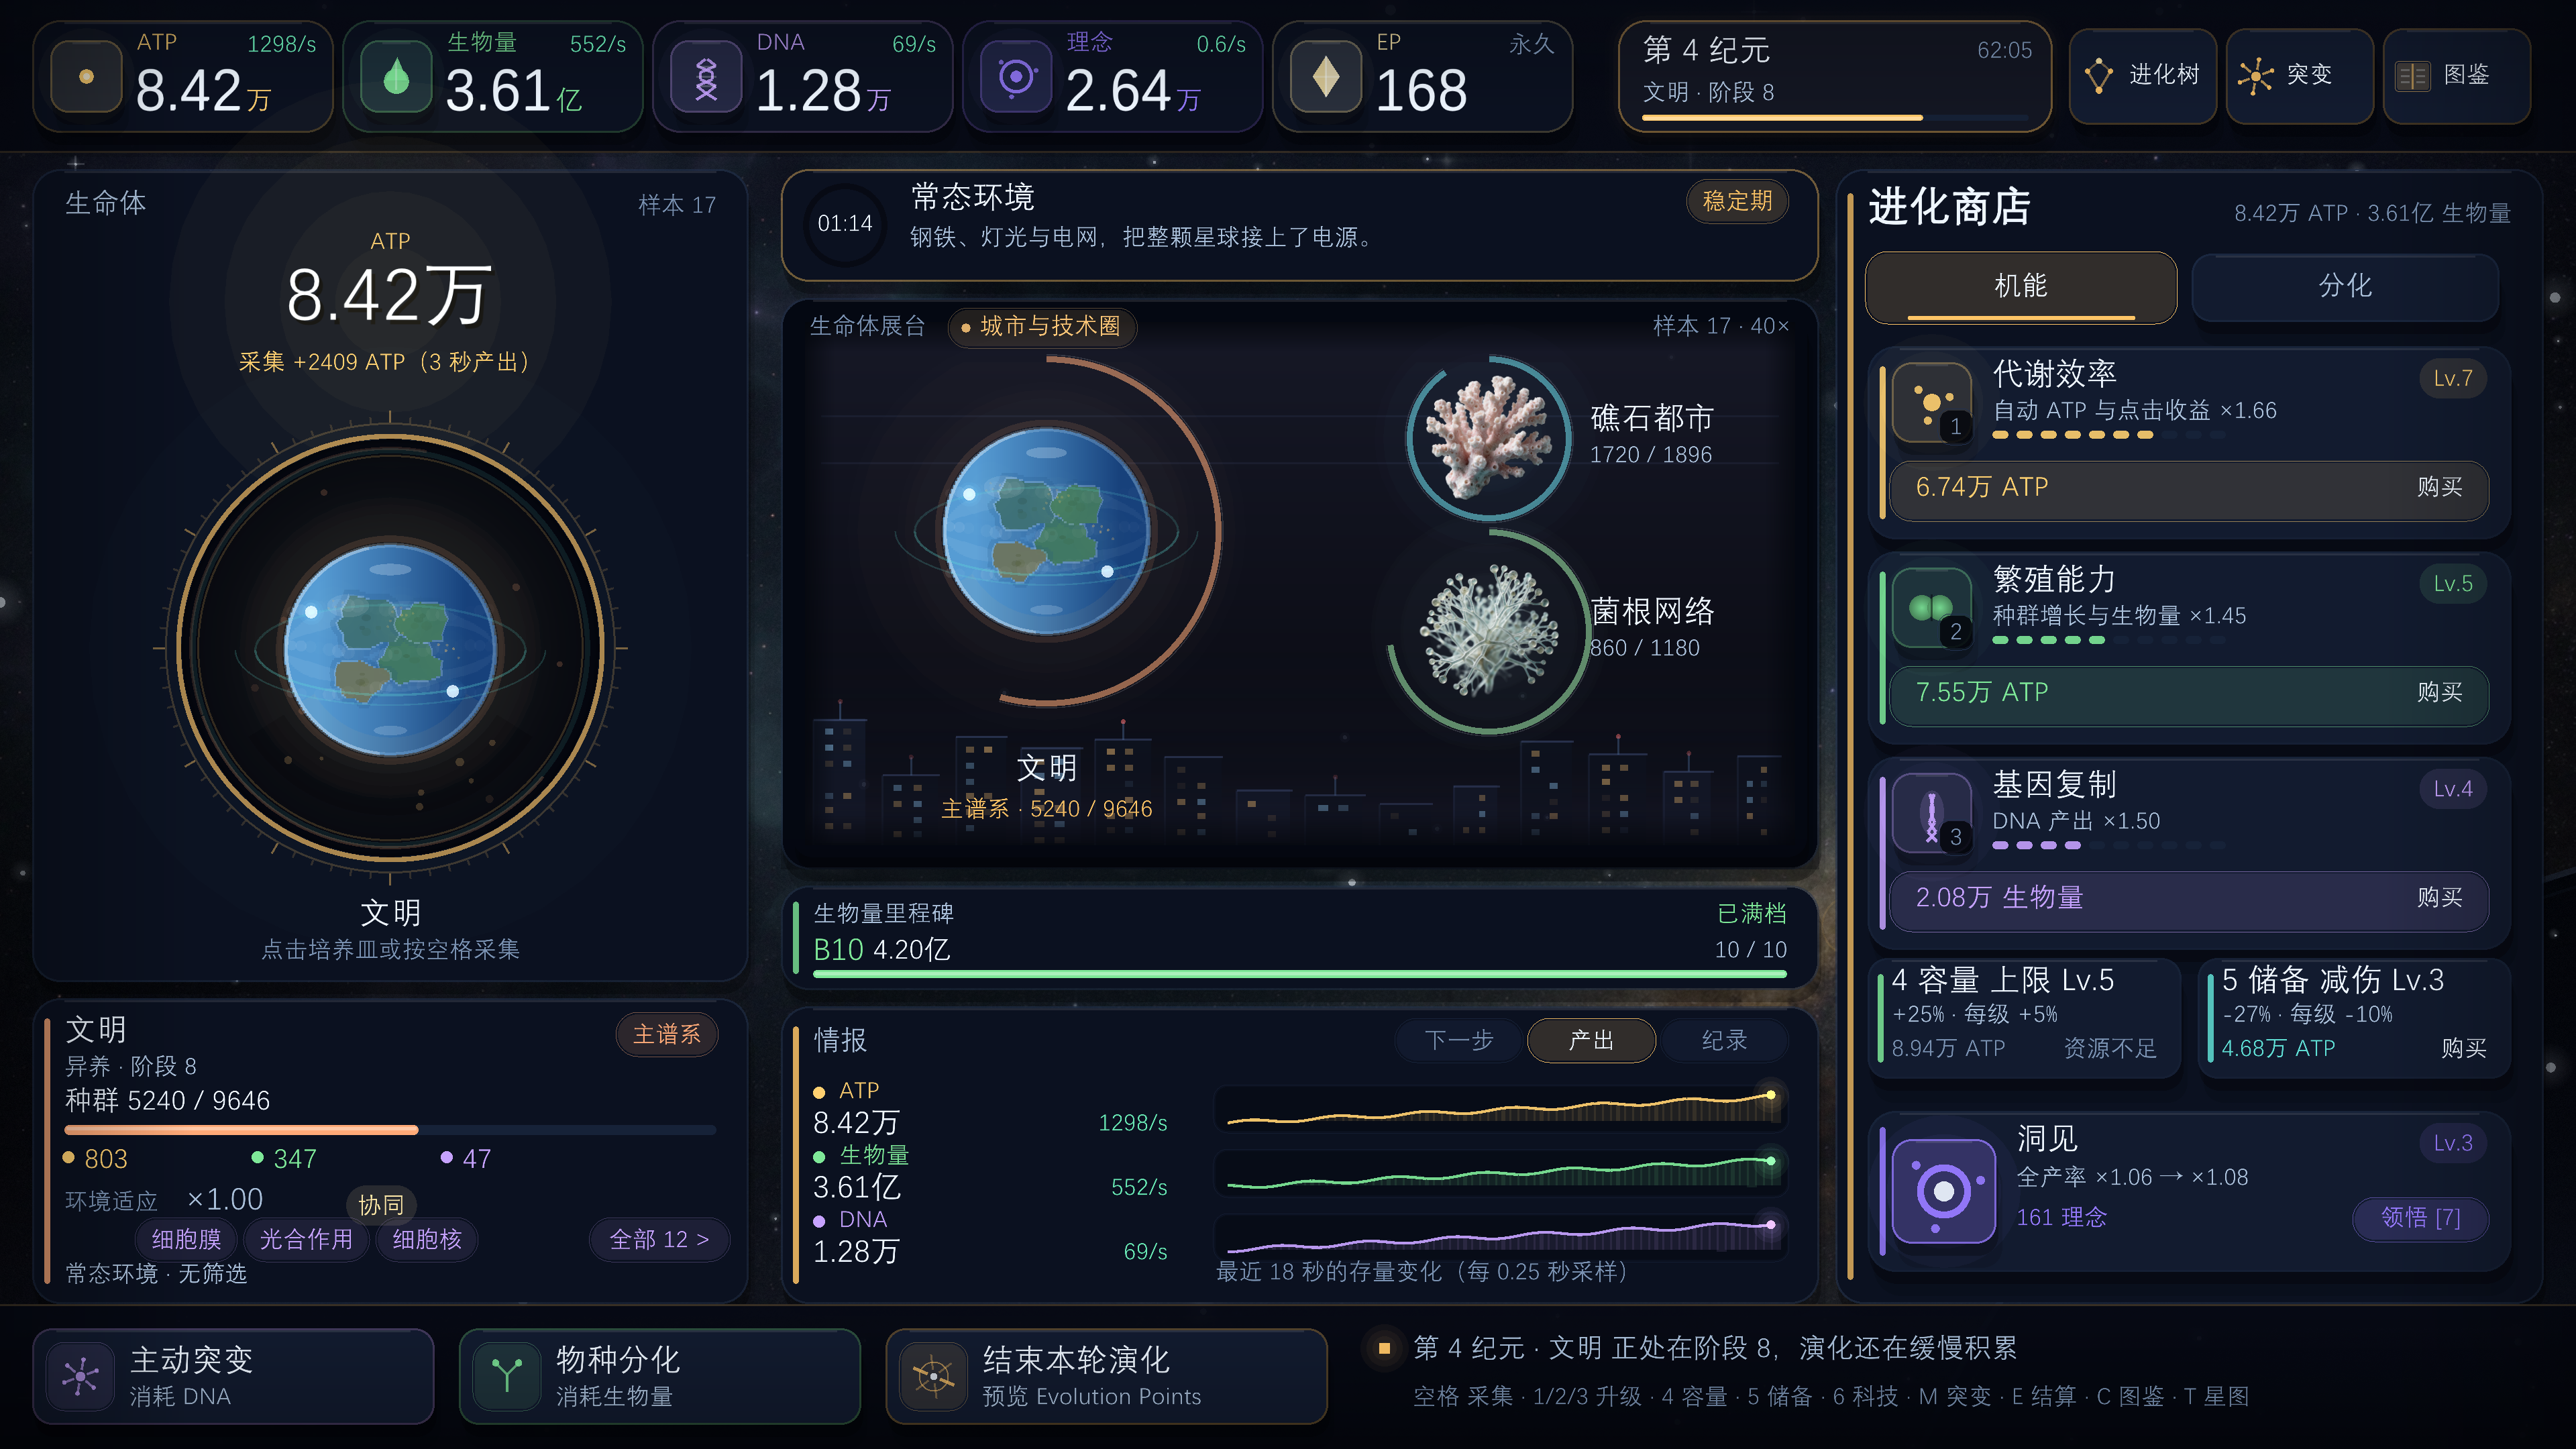 ATP 1298/s
8.42万
生物量 552/s
3.61亿
DNA 69/s
1.28万
理念 0.6/s
2.64万
EP 永久
168
第 4 纪元 62:05
文明 · 阶段 8
进化树
突变
图鉴
生命体 样本 17
ATP
8.42万
采集 +2409 ATP（3 秒产出）
文明
点击培养皿或按空格采集
文明 主谱系
异养 · 阶段 8
种群 5240 / 9646
803 347 47
环境适应 ×1.00 协同
细胞膜 光合作用 细胞核 全部 12 >
常态环境 · 无筛选
01:14
常态环境 稳定期
钢铁、灯光与电网，把整颗星球接上了电源。
生命体展台 城市与技术圈 样本 17 · 40×
礁石都市
1720 / 1896
菌根网络
860 / 1180
文明
主谱系 · 5240 / 9646
生物量里程碑 已满档
B10 4.20亿 10 / 10
情报 下一步 产出 纪录
ATP
8.42万 1298/s
生物量
3.61亿 552/s
DNA
1.28万 69/s
最近 18 秒的存量变化（每 0.25 秒采样）
进化商店 8.42万 ATP · 3.61亿 生物量
机能 分化
代谢效率 Lv.7
自动 ATP 与点击收益 ×1.66
1
6.74万 ATP 购买
繁殖能力 Lv.5
种群增长与生物量 ×1.45
2
7.55万 ATP 购买
基因复制 Lv.4
DNA 产出 ×1.50
3
2.08万 生物量 购买
4 容量 上限 Lv.5
+25% · 每级 +5%
8.94万 ATP 资源不足
5 储备 减伤 Lv.3
-27% · 每级 -10%
4.68万 ATP 购买
洞见 Lv.3
全产率 ×1.06 → ×1.08
161 理念 领悟 [7]
主动突变
消耗 DNA
物种分化
消耗生物量
结束本轮演化
预览 Evolution Points
第 4 纪元 · 文明 正处在阶段 8，演化还在缓慢积累
空格 采集 · 1/2/3 升级 · 4 容量 · 5 储备 · 6 科技 · M 突变 · E 结算 · C 图鉴 · T 星图